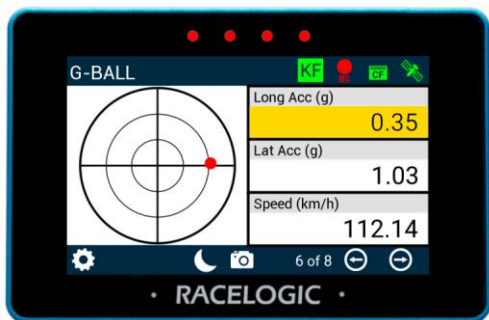 G-BALL
KF
CF
Long Acc (g)
0.35
Lat Acc (g)
1.03
Speed (km/h)
112.14
6 of 8
RACELOGIC